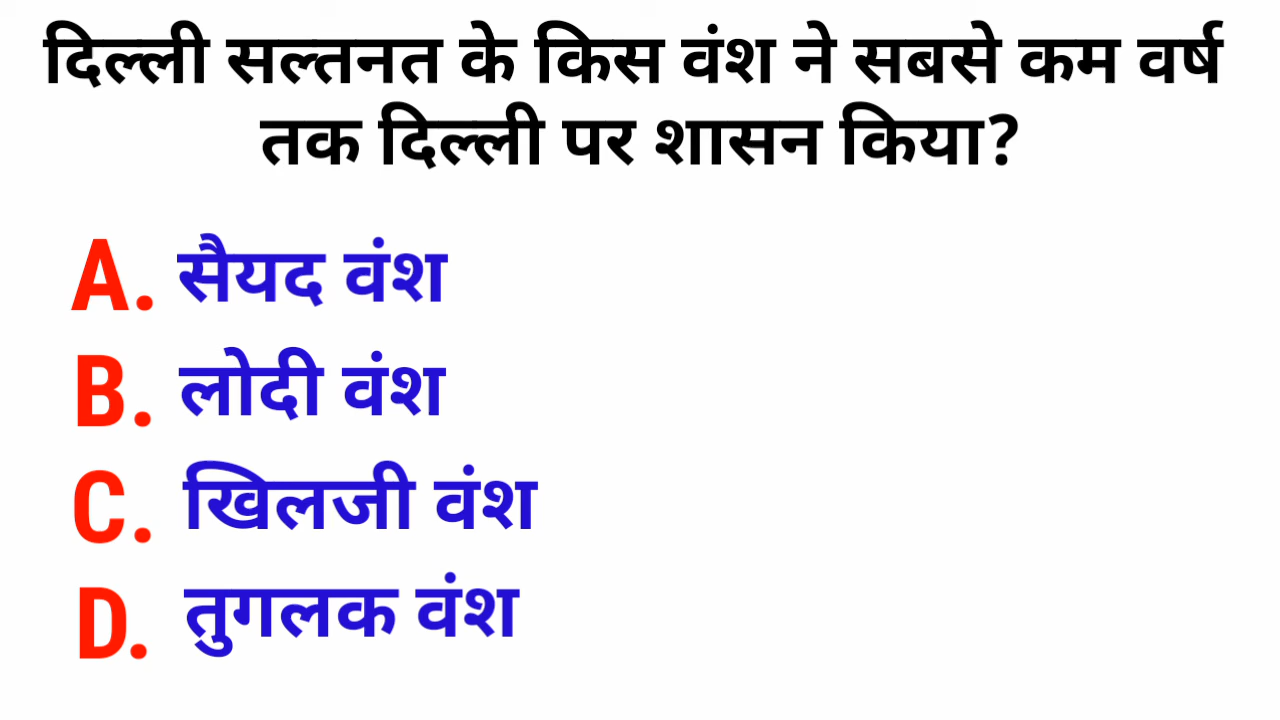 दिल्ली सल्तनत के किस वंश ने सबसे कम वर्ष
तक दिल्ली पर शासन किया?
A. सैयद वंश
B. लोदी वंश
C. खिलजी वंश
D. तुगलक वंश